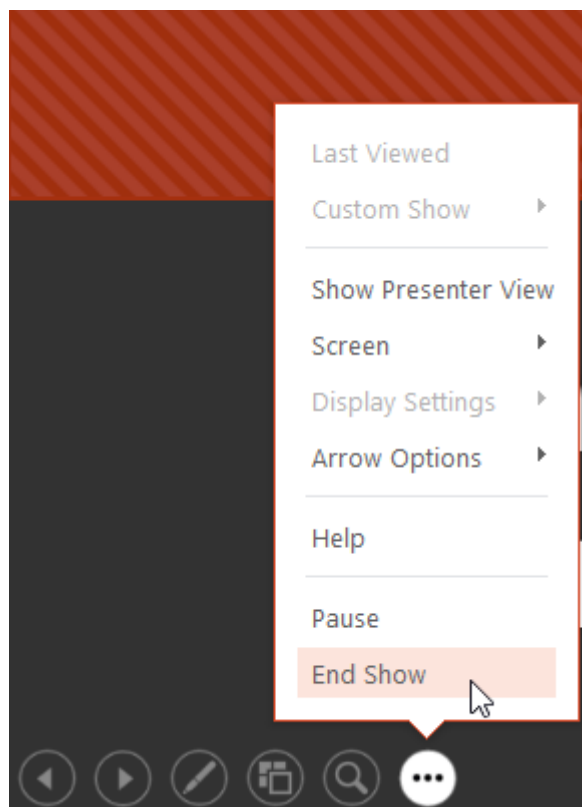 Last Viewed
Custom Show
Show Presenter View
Screen
Display Settings
Arrow Options
Help
Pause
End Show